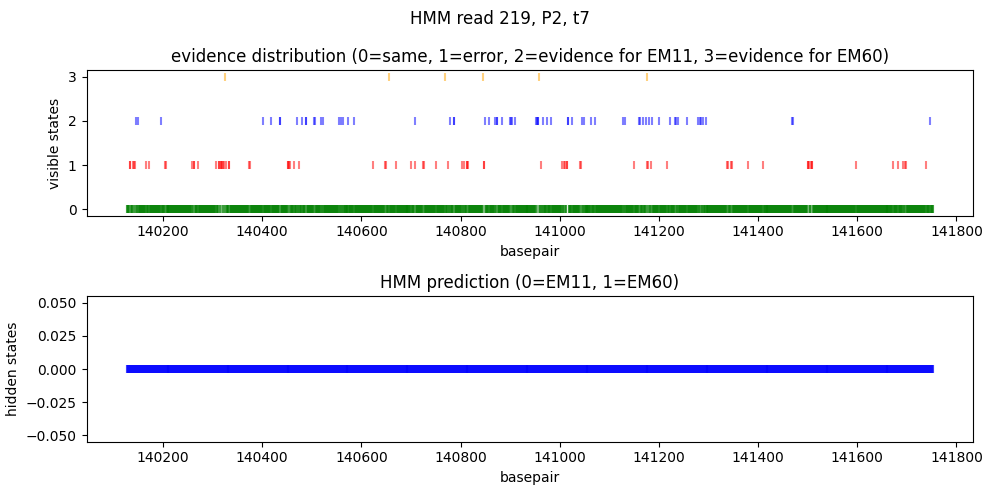 HMM read 219, P2, t7
evidence distribution (0=same, 1=error, 2=evidence for EM11, 3=evidence for EM60)
visible states
3
2
1
0
140200 140400 140600 140800 141000 141200 141400 141600 141800
basepair
HMM prediction (0=EM11, 1=EM60)
hidden states
0.050
0.025
0.000
−0.025
−0.050
140200 140400 140600 140800 141000 141200 141400 141600 141800
basepair